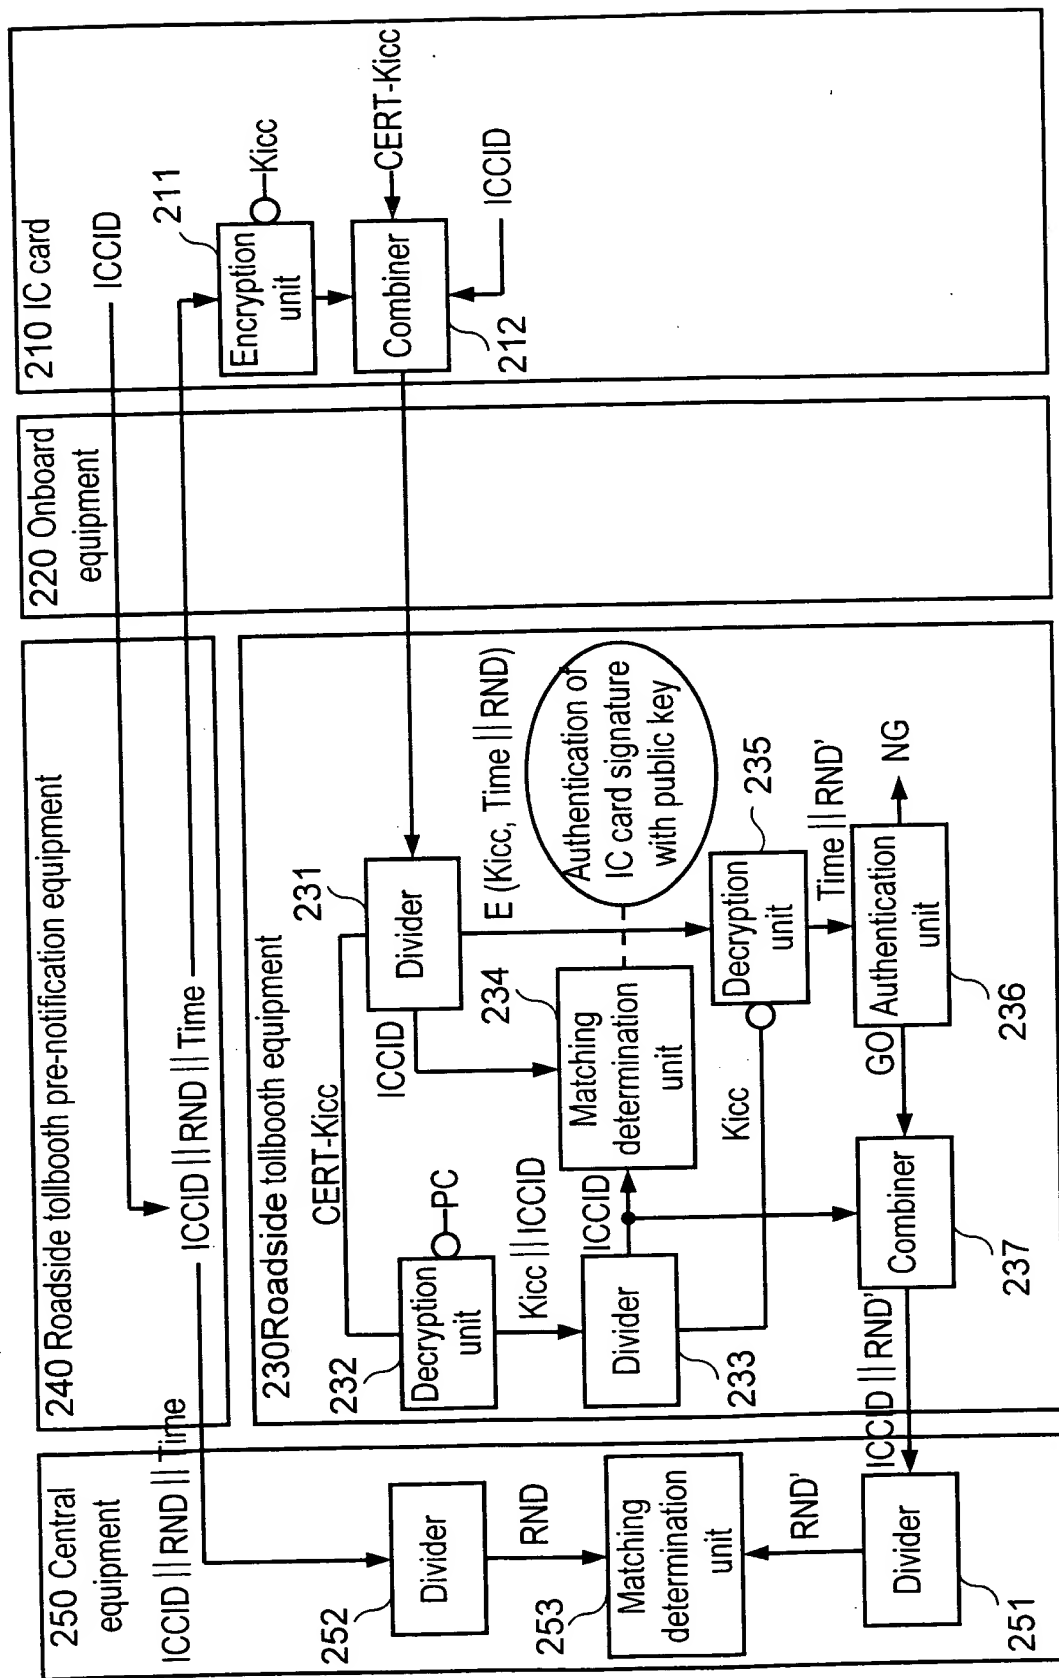 250 Central
equipment
ICCID || RND || Time
252
Divider
RND
253
Matching
determination
unit
RND'
Divider
251
240 Roadside tollbooth pre-notification equipment
ICCID || RND || Time
230Roadside tollbooth equipment
CERT-Kicc
231
Divider
ICCID
E (Kicc, Time || RND)
232
Decryption
unit
PC
Kicc || ICCID
Divider
233
ICCID
234
Matching
determination
unit
Authentication of
IC card signature
with public key
Kicc
235
Decryption
unit
Time || RND'
Authentication
unit
236
NG
GO
Combiner
237
ICCID || RND'
220 Onboard
equipment
210 IC card
ICCID
211
Encryption
unit
Kicc
Combiner
212
CERT-Kicc
ICCID